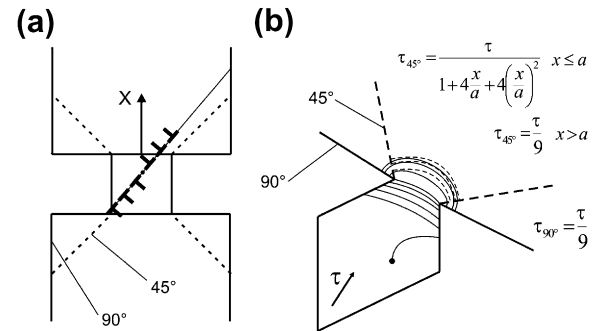 (a)
X
45°
90°
(b)
τ45° = τ / (1+4 x/a +4(x/a)²) x ≤ a
τ45° = τ/9 x > a
45°
90°
τ90° = τ/9
τ